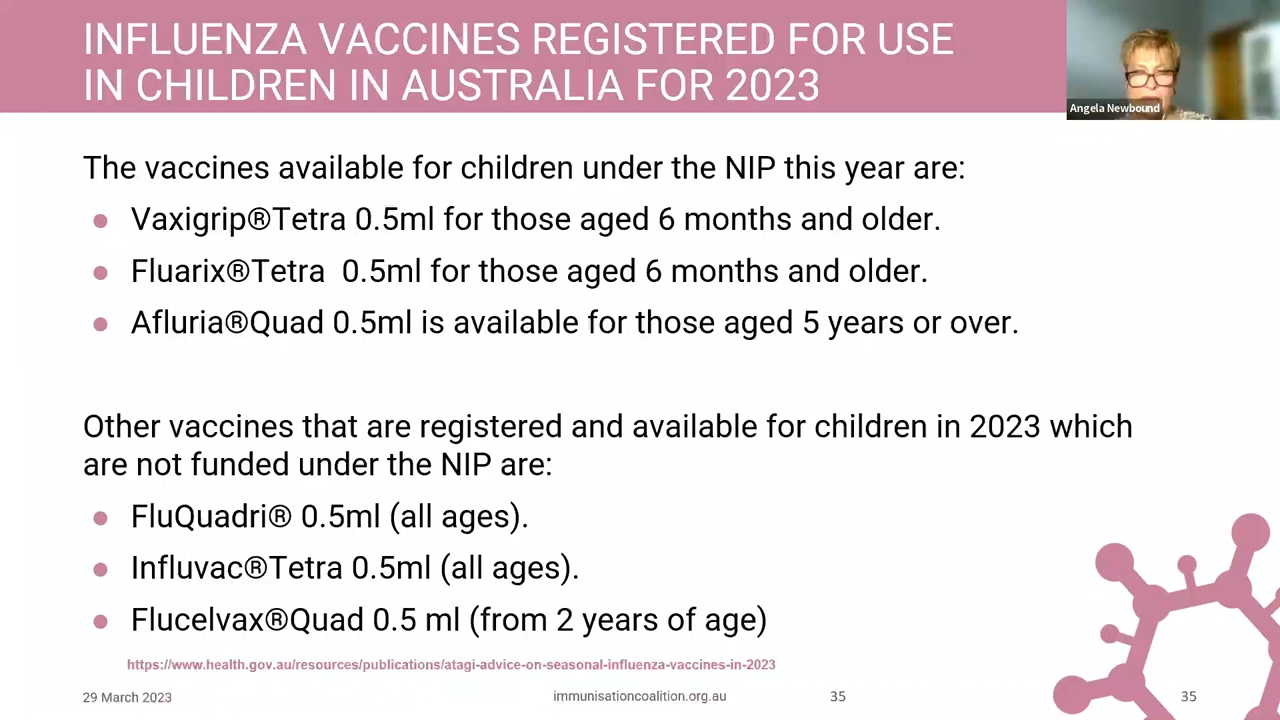 INFLUENZA VACCINES REGISTERED FOR USE
IN CHILDREN IN AUSTRALIA FOR 2023
Angela Newbound
The vaccines available for children under the NIP this year are:
Vaxigrip®Tetra 0.5ml for those aged 6 months and older.
Fluarix®Tetra 0.5ml for those aged 6 months and older.
Afluria®Quad 0.5ml is available for those aged 5 years or over.
Other vaccines that are registered and available for children in 2023 which
are not funded under the NIP are:
FluQuadri® 0.5ml (all ages).
Influvac®Tetra 0.5ml (all ages).
Flucelvax®Quad 0.5 ml (from 2 years of age)
https://www.health.gov.au/resources/publications/atagi-advice-on-seasonal-influenza-vaccines-in-2023
29 March 2023 immunisationcoalition.org.au 35 35